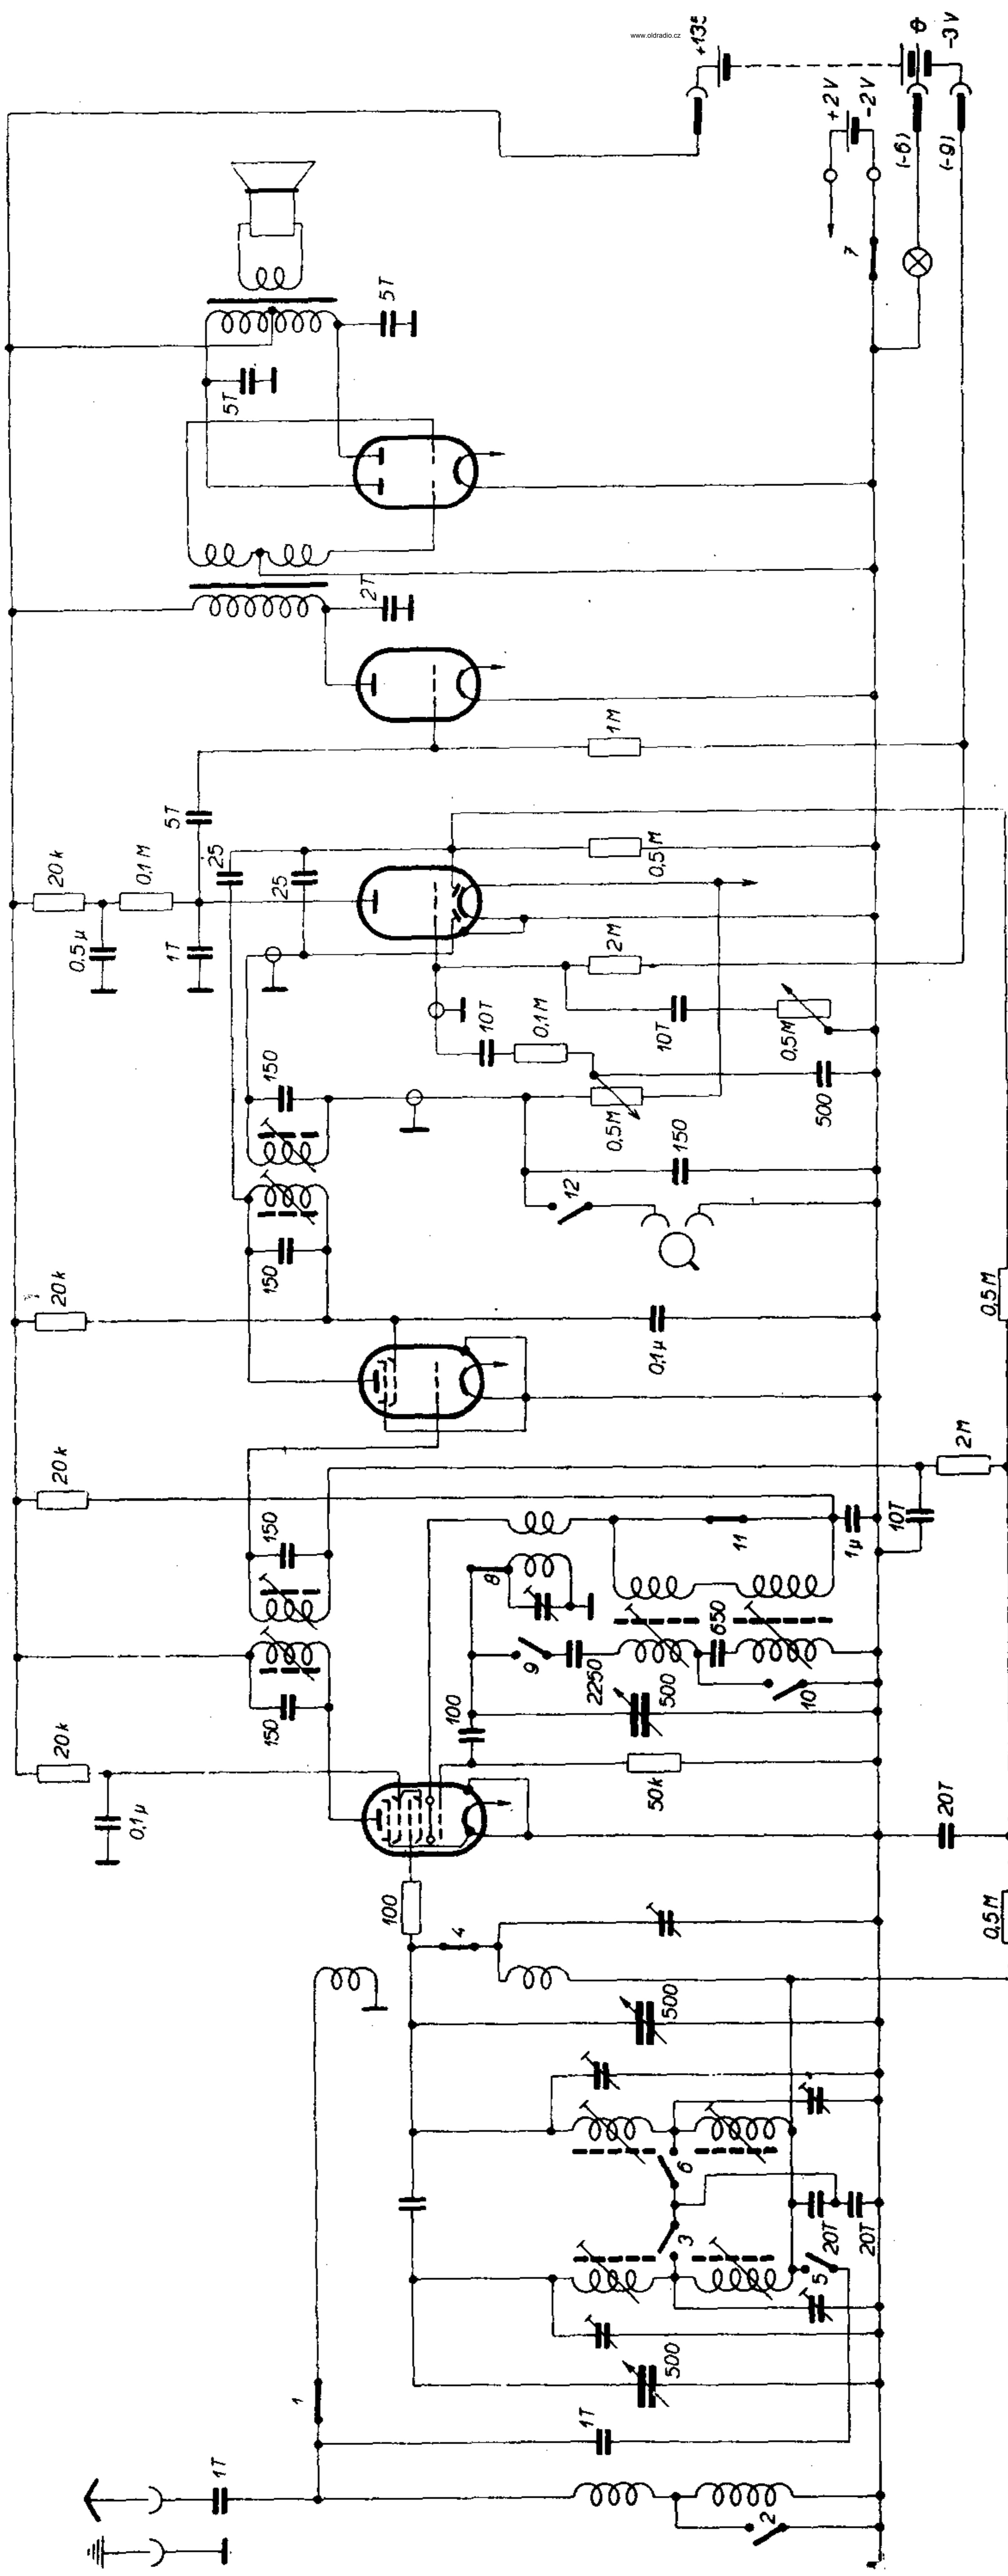 www.oldradio.cz
+135
0
-3V
+2V
-2V
(-6)
(-9)
7
5T
5T
2T
1M
5T
20k
0,1M
25
25
0,5M
0,5µ
1T
2M
10T
0,1M
10T
0,5M
150
0,5M
500
150
12
150
20k
0,1µ
0,5M
20k
150
2M
11
1µ
10T
8
650
9
2250
500
10
150
100
50k
20k
0,1µ
20T
100
4
0,5M
500
6
3
20T
20T
5
500
1
1T
1T
2